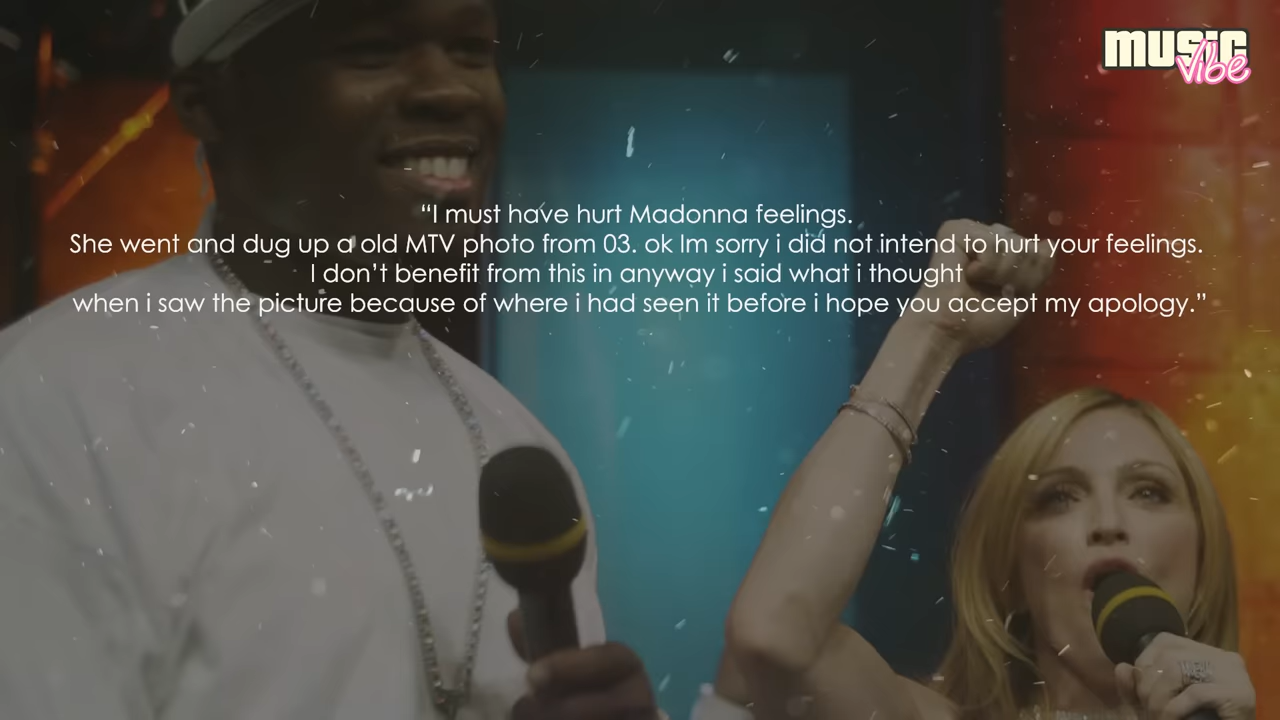 MUSIC
Vibe
“I must have hurt Madonna feelings.
She went and dug up a old MTV photo from 03. ok Im sorry i did not intend to hurt your feelings.
I don’t benefit from this in anyway i said what i thought
when i saw the picture because of where i had seen it before i hope you accept my apology.”